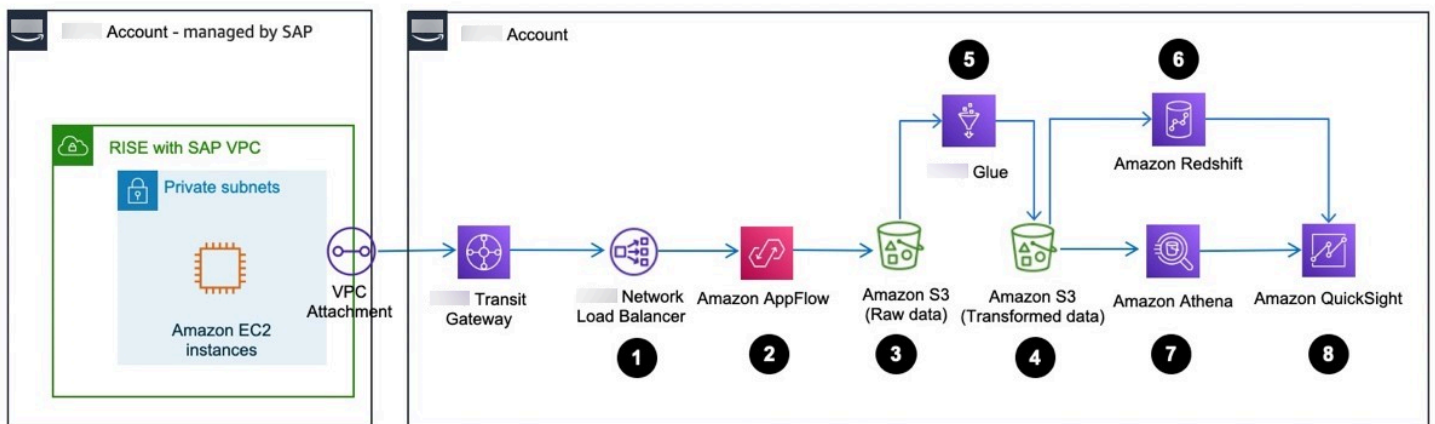 Account - managed by SAP
Account
RISE with SAP VPC
Private subnets
Amazon EC2
instances
VPC
Attachment
Transit
Gateway
Network
Load Balancer
1
Amazon AppFlow
2
Amazon S3
(Raw data)
3
Amazon S3
(Transformed data)
4
5
Glue
6
Amazon Redshift
Amazon Athena
7
Amazon QuickSight
8